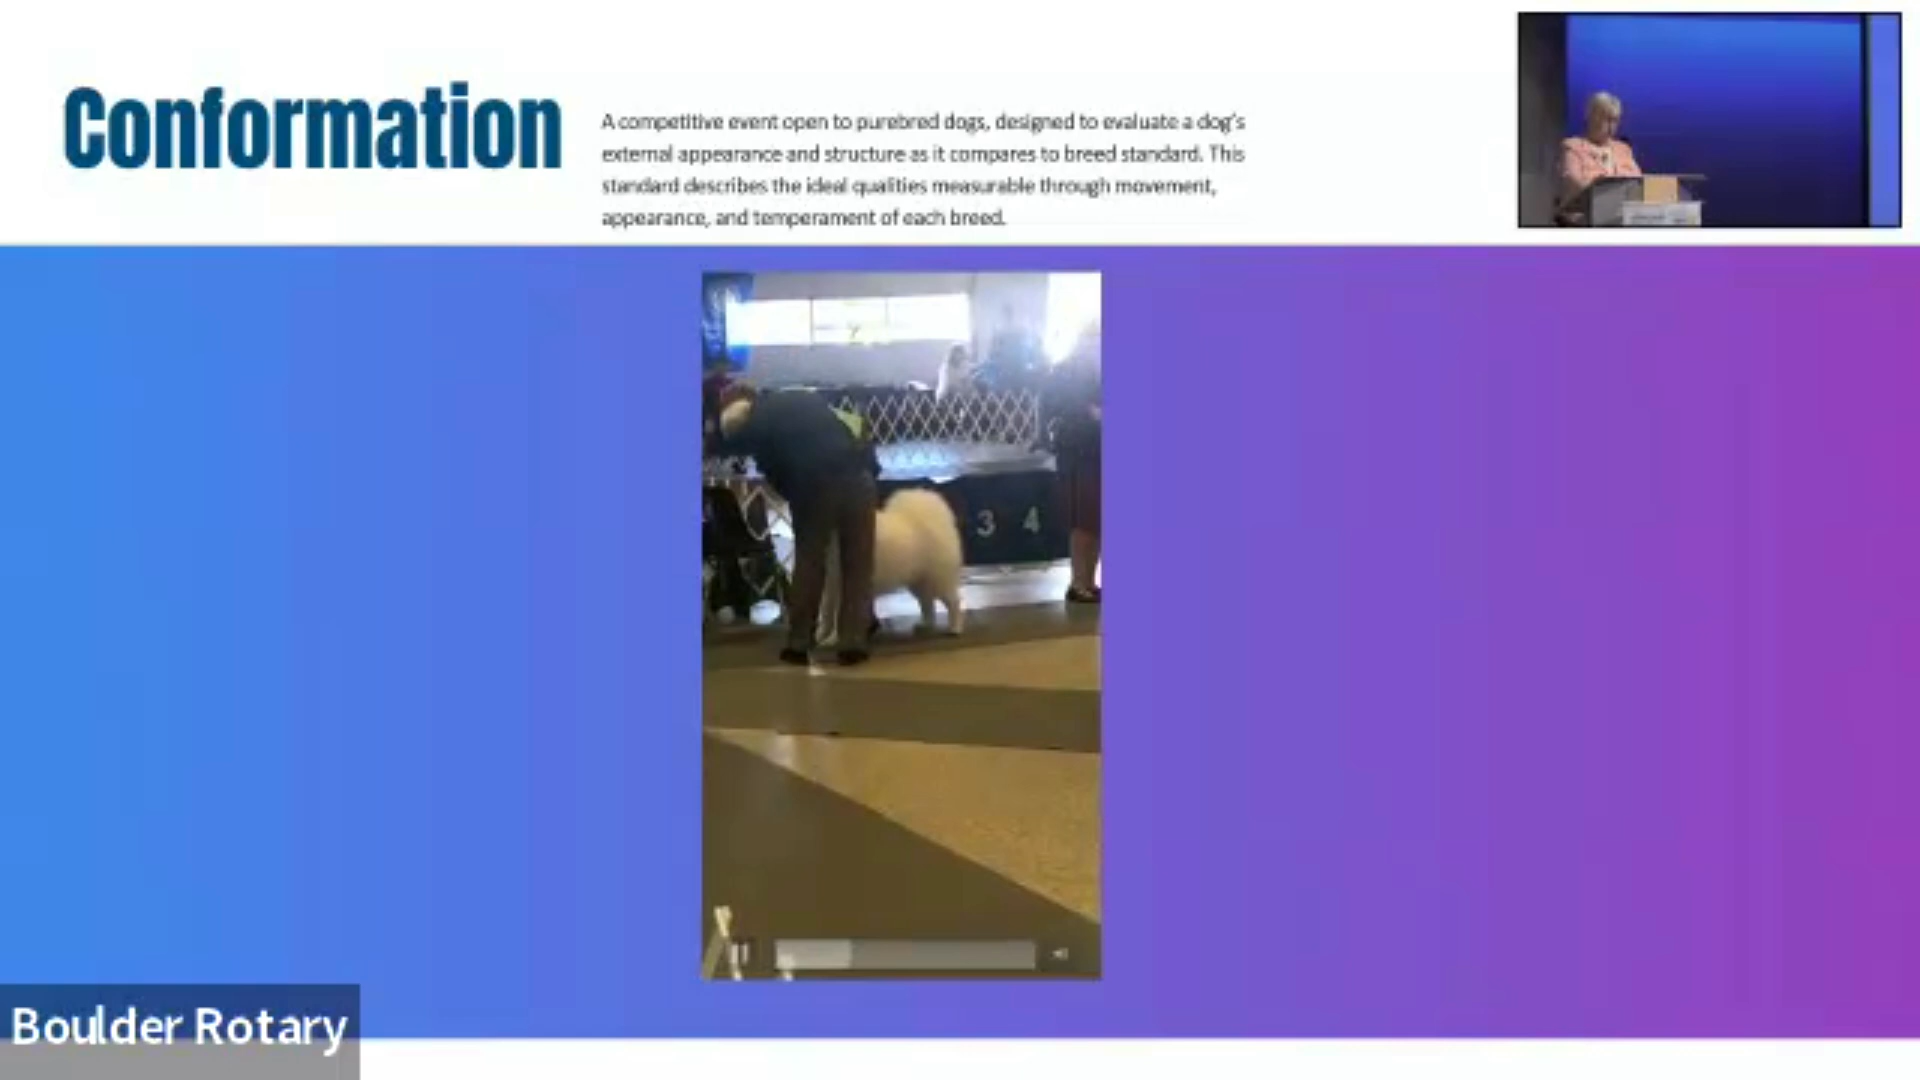 Conformation
A competitive event open to purebred dogs, designed to evaluate a dog's
external appearance and structure as it compares to breed standard. This
standard describes the ideal qualities measurable through movement,
appearance, and temperament of each breed.
3 4
Boulder Rotary